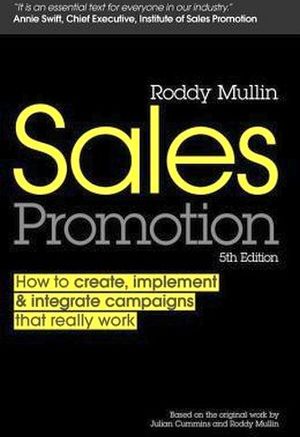 "It is an essential text for everyone in our industry."
Annie Swift, Chief Executive, Institute of Sales Promotion
Roddy Mullin
Sales
Promotion
5th Edition
How to create, implement
& integrate campaigns
that really work
Based on the original work by
Julian Cummins and Roddy Mullin